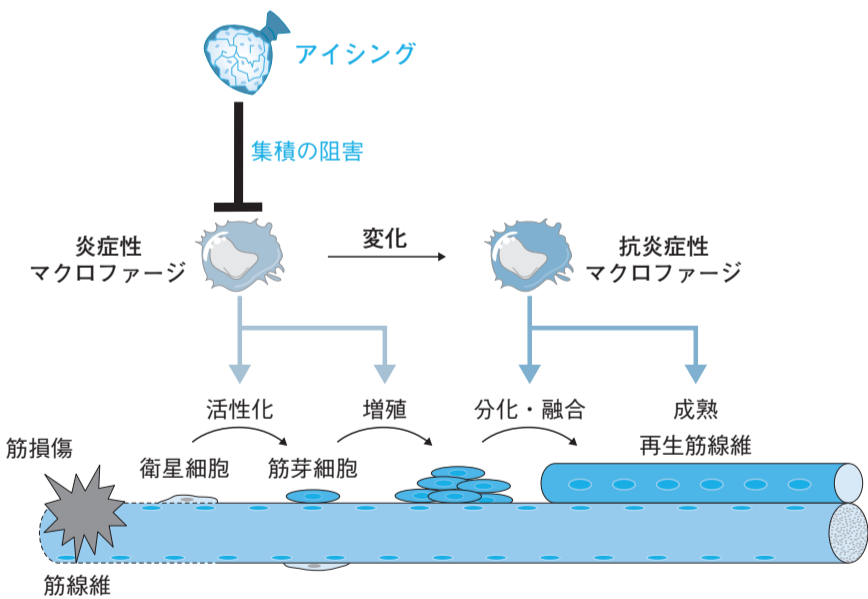 アイシング
集積の阻害
炎症性
マクロファージ
変化
抗炎症性
マクロファージ
活性化
増殖
分化・融合
成熟
筋損傷
衛星細胞
筋芽細胞
再生筋線維
筋線維